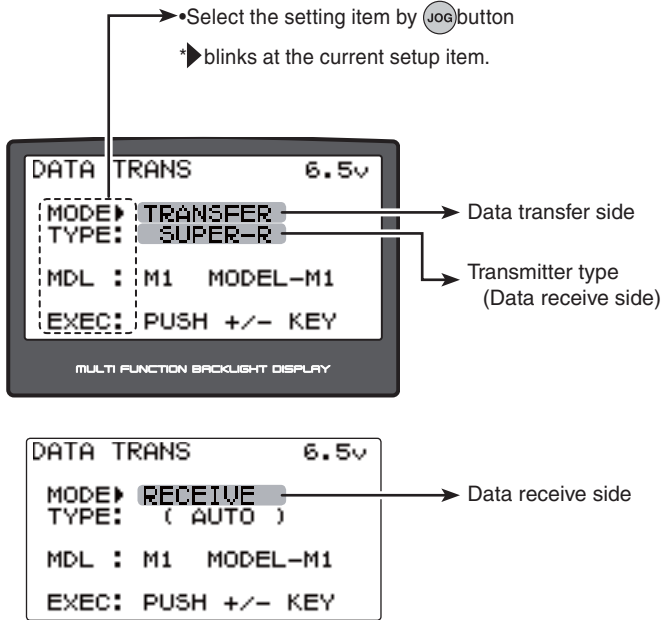 •Select the setting item by JOG button
*▶blinks at the current setup item.
DATA TRANS 6.5v
MODE▶ TRANSFER
TYPE: SUPER-R
MDL : M1 MODEL-M1
EXEC: PUSH +/- KEY
MULTI FUNCTION BACKLIGHT DISPLAY
Data transfer side
Transmitter type
(Data receive side)
DATA TRANS 6.5v
MODE▶ RECEIVE
TYPE: ( AUTO )
MDL : M1 MODEL-M1
EXEC: PUSH +/- KEY
Data receive side